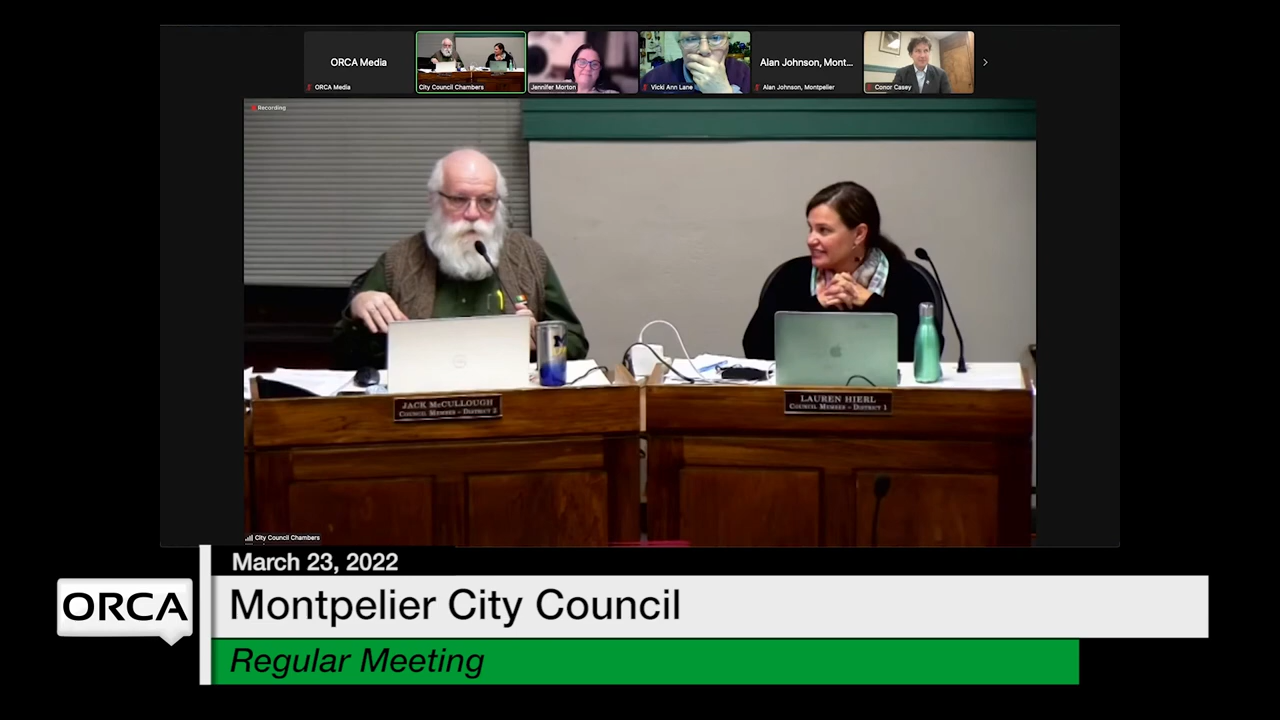 ORCA Media
Alan Johnson, Mont...
ORCA Media
City Council Chambers
Jennifer Morton
Vicki Ann Lane
Alan Johnson, Montpelier
Conor Casey
Recording
JACK McCULLOUGH
COUNCIL MEMBER - DISTRICT 2
LAUREN HIERL
COUNCIL MEMBER - DISTRICT 1
City Council Chambers
March 23, 2022
ORCA
Montpelier City Council
Regular Meeting